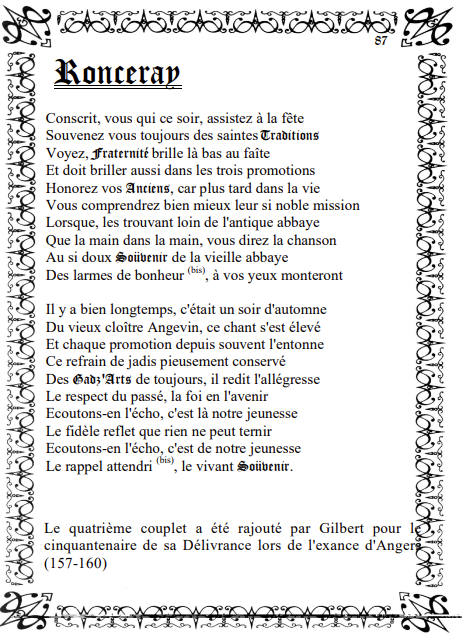 87
Ronceray
Conscrit, vous qui ce soir, assistez à la fête
Souvenez vous toujours des saintes Traditions
Voyez, Fraternité brille là bas au faîte
Et doit briller aussi dans les trois promotions
Honorez vos Anciens, car plus tard dans la vie
Vous comprendrez bien mieux leur si noble mission
Lorsque, les trouvant loin de l'antique abbaye
Que la main dans la main, vous direz la chanson
Au si doux Soüvenir de la vieille abbaye
Des larmes de bonheur (bis), à vos yeux monteront
Il y a bien longtemps, c'était un soir d'automne
Du vieux cloître Angevin, ce chant s'est élevé
Et chaque promotion depuis souvent l'entonne
Ce refrain de jadis pieusement conservé
Des Gadz'Arts de toujours, il redit l'allégresse
Le respect du passé, la foi en l'avenir
Ecoutons-en l'écho, c'est là notre jeunesse
Le fidèle reflet que rien ne peut ternir
Ecoutons-en l'écho, c'est de notre jeunesse
Le rappel attendri (bis), le vivant Soüvenir.
Le quatrième couplet a été rajouté par Gilbert pour le
cinquantenaire de sa Délivrance lors de l'exance d'Angers
(157-160)